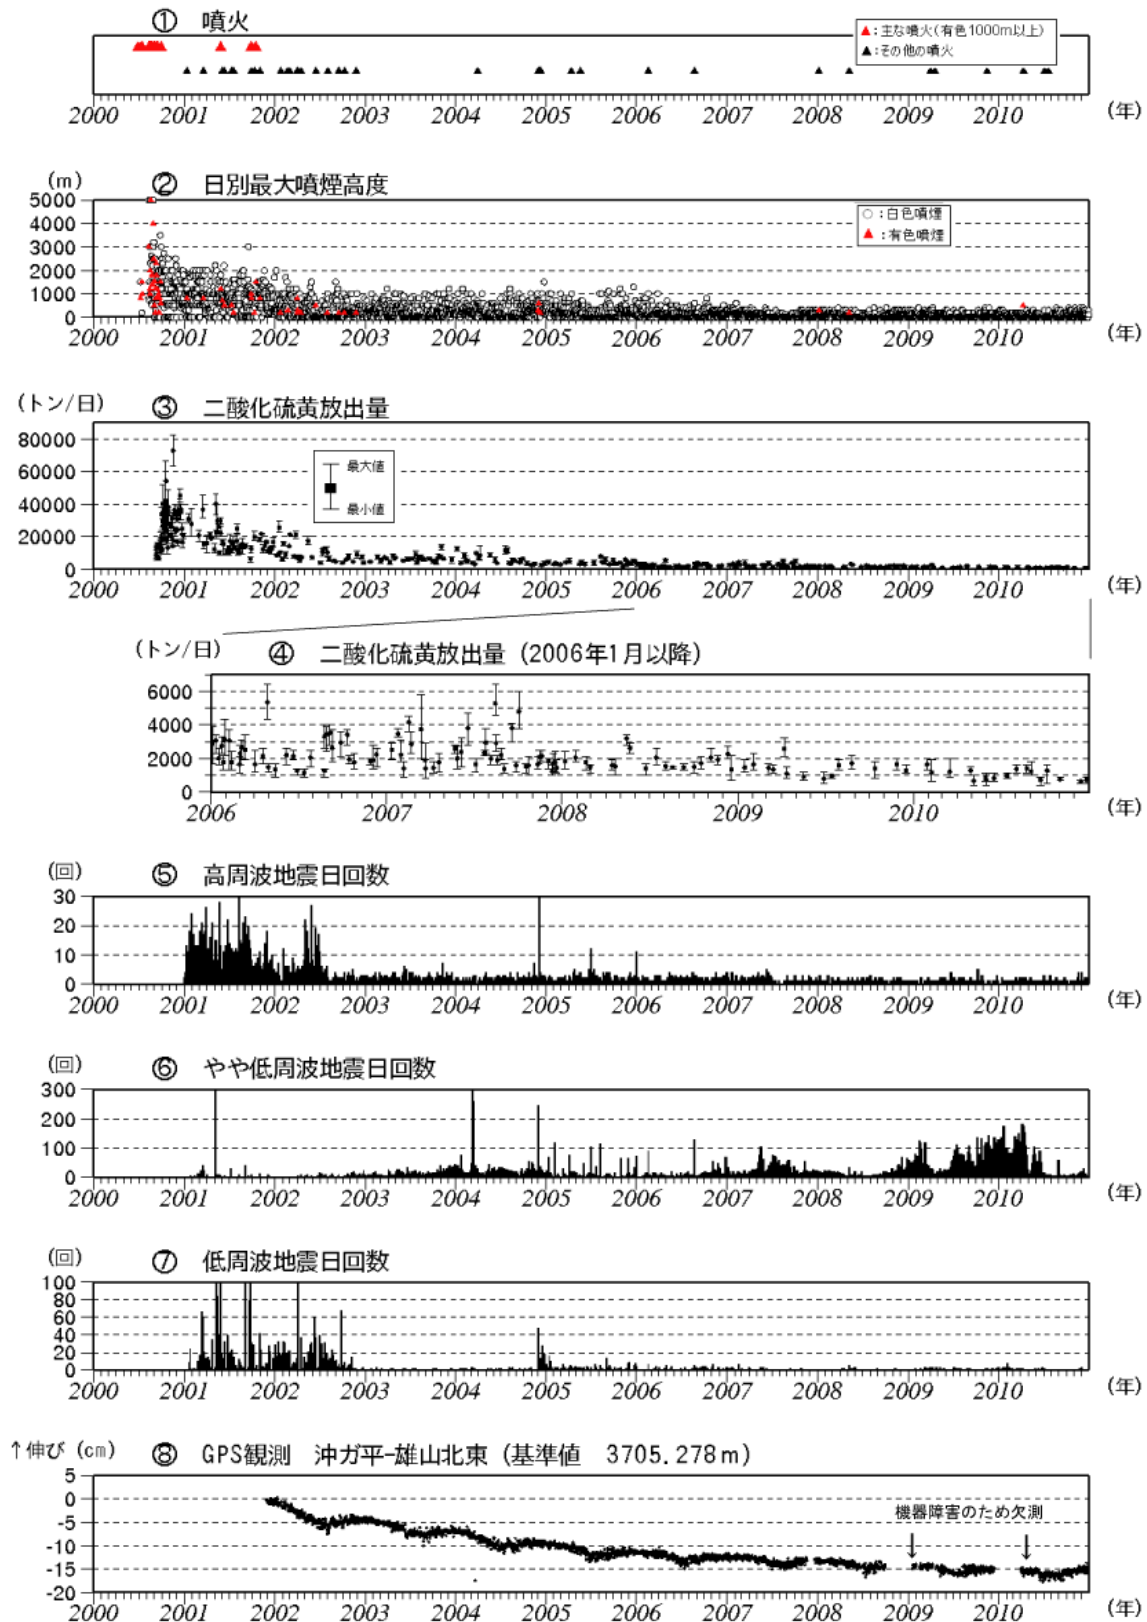 ① 噴火
▲:主な噴火(有色1000m以上)
▲:その他の噴火
2000 2001 2002 2003 2004 2005 2006 2007 2008 2009 2010 (年)
(m) ② 日別最大噴煙高度
5000
4000
3000
2000
1000
0
○:白色噴煙
▲:有色噴煙
2000 2001 2002 2003 2004 2005 2006 2007 2008 2009 2010 (年)
(トン/日) ③ 二酸化硫黄放出量
80000
60000
40000
20000
0
最大値
最小値
2000 2001 2002 2003 2004 2005 2006 2007 2008 2009 2010 (年)
(トン/日) ④ 二酸化硫黄放出量 (2006年1月以降)
6000
4000
2000
0
2006 2007 2008 2009 2010 (年)
(回) ⑤ 高周波地震日回数
30
20
10
0
2000 2001 2002 2003 2004 2005 2006 2007 2008 2009 2010 (年)
(回) ⑥ やや低周波地震日回数
300
200
100
0
2000 2001 2002 2003 2004 2005 2006 2007 2008 2009 2010 (年)
(回) ⑦ 低周波地震日回数
100
80
60
40
20
0
2000 2001 2002 2003 2004 2005 2006 2007 2008 2009 2010 (年)
↑伸び (cm) ⑧ GPS観測 沖ガ平-雄山北東 (基準値 3705.278m)
5
0
-5
-10
-15
-20
機器障害のため欠測
2000 2001 2002 2003 2004 2005 2006 2007 2008 2009 2010 (年)